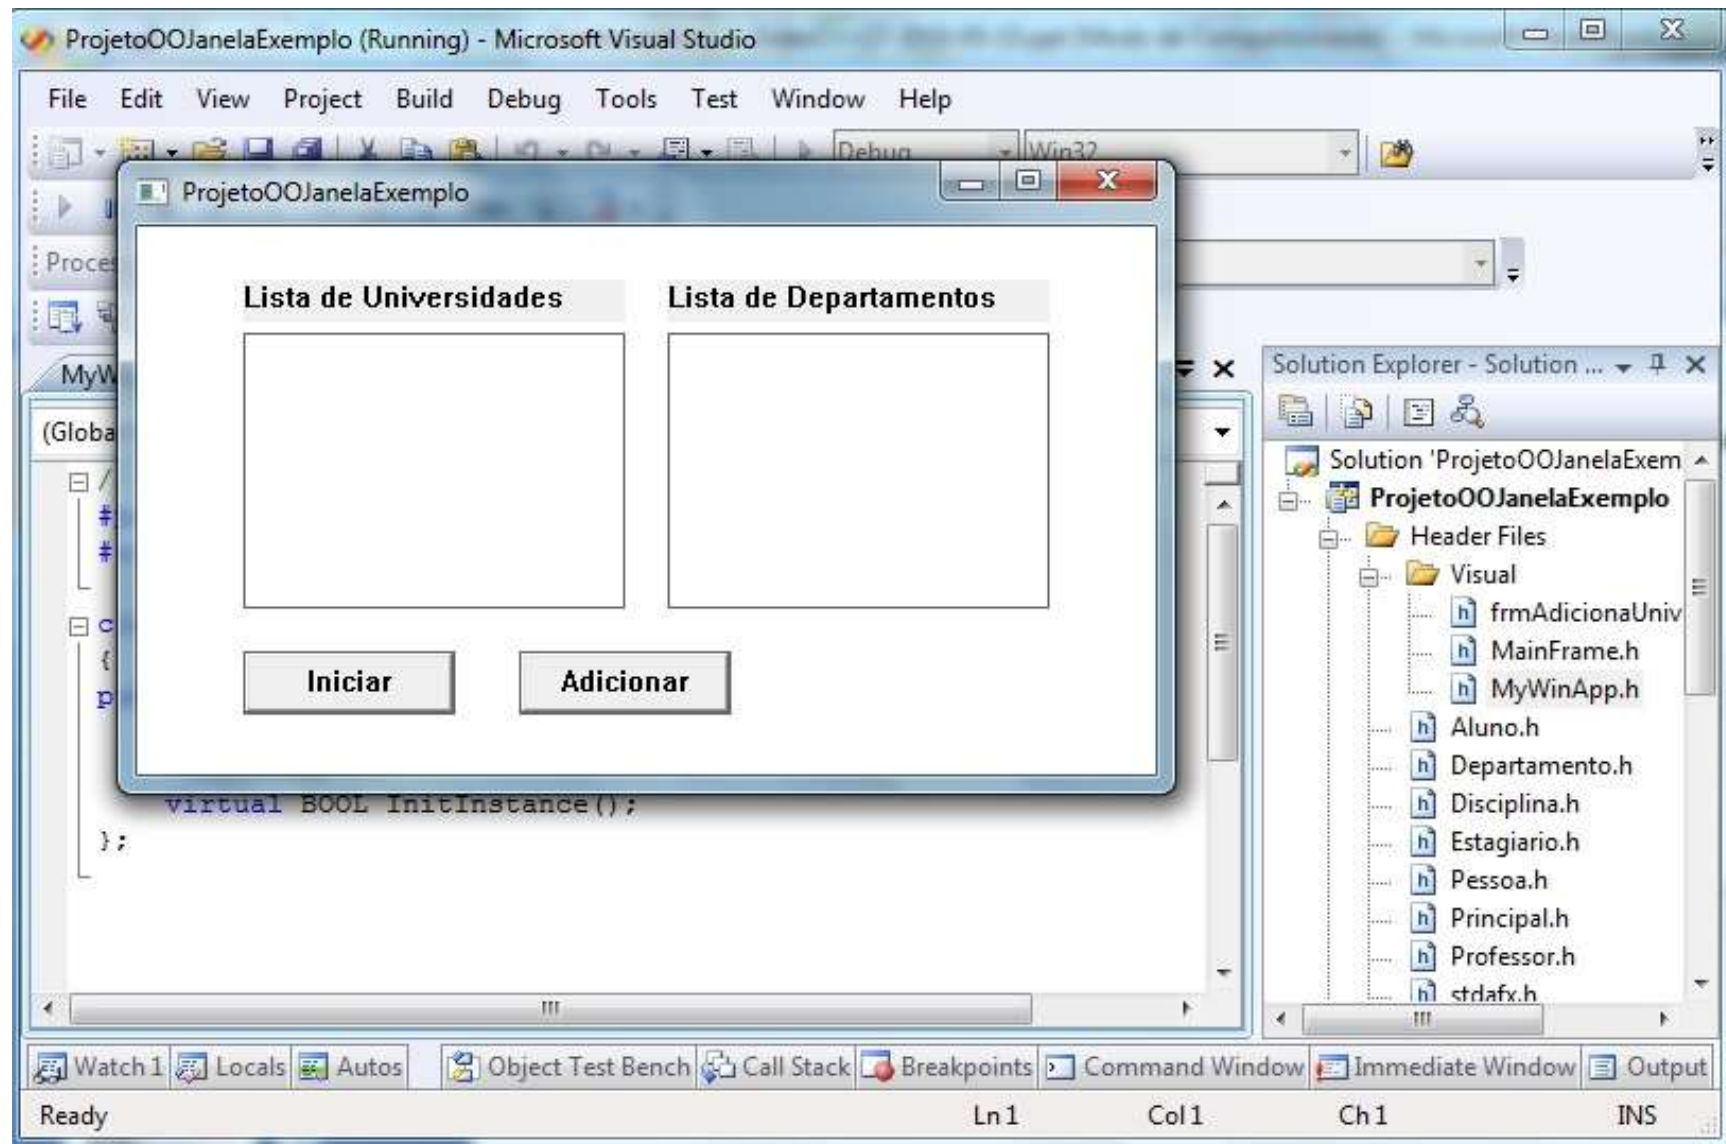 ProjetoOOJanelaExemplo (Running) - Microsoft Visual Studio
File Edit View Project Build Debug Tools Test Window Help
Debug Win32
ProjetoOOJanelaExemplo
Proces
Lista de Universidades Lista de Departamentos
MyW
Solution Explorer - Solution ...
(Globa
Solution 'ProjetoOOJanelaExem
/
ProjetoOOJanelaExemplo
#
Header Files
#
Visual
frmAdicionaUniv
c
{
MainFrame.h
Iniciar Adicionar
p
MyWinApp.h
Aluno.h
Departamento.h
virtual BOOL InitInstance();
Disciplina.h
};
Estagiario.h
Pessoa.h
Principal.h
Professor.h
stdafx.h
Watch 1 Locals Autos Object Test Bench Call Stack Breakpoints Command Window Immediate Window Output
Ready Ln 1 Col 1 Ch 1 INS